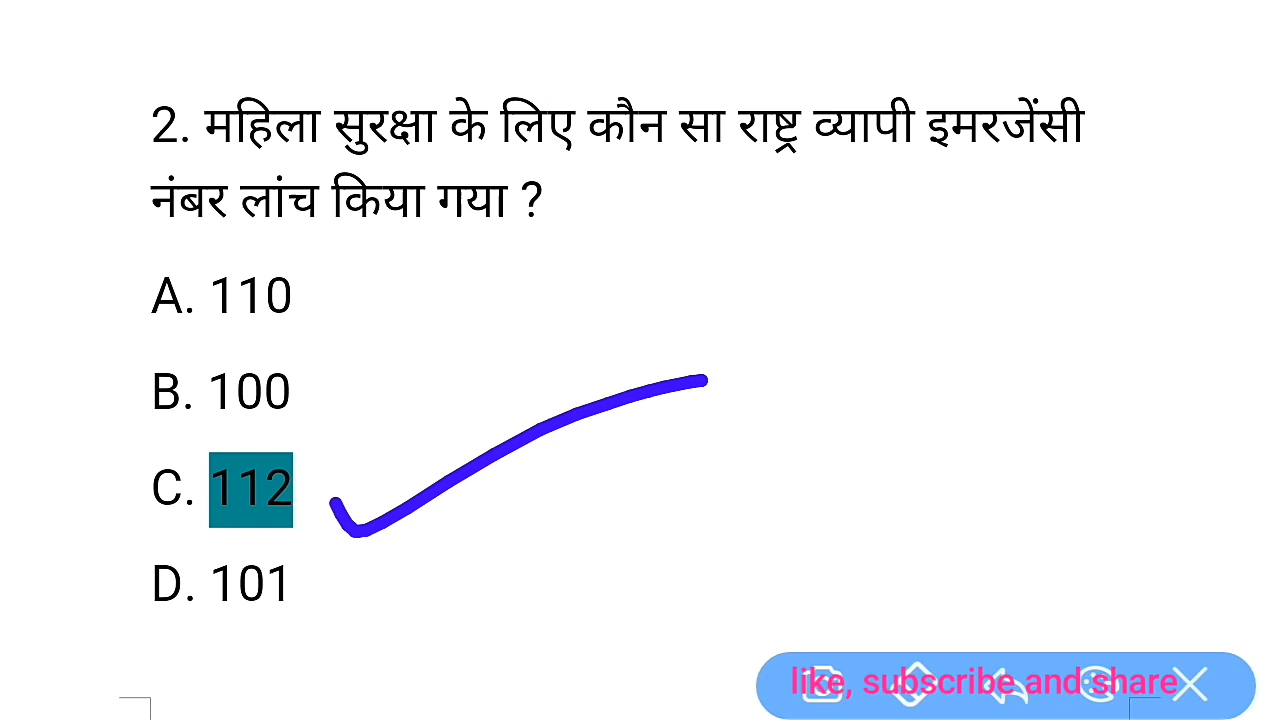 2. महिला सुरक्षा के लिए कौन सा राष्ट्र व्यापी इमरजेंसी
नंबर लांच किया गया ?
A. 110
B. 100
C. 112
D. 101
like, subscribe and share